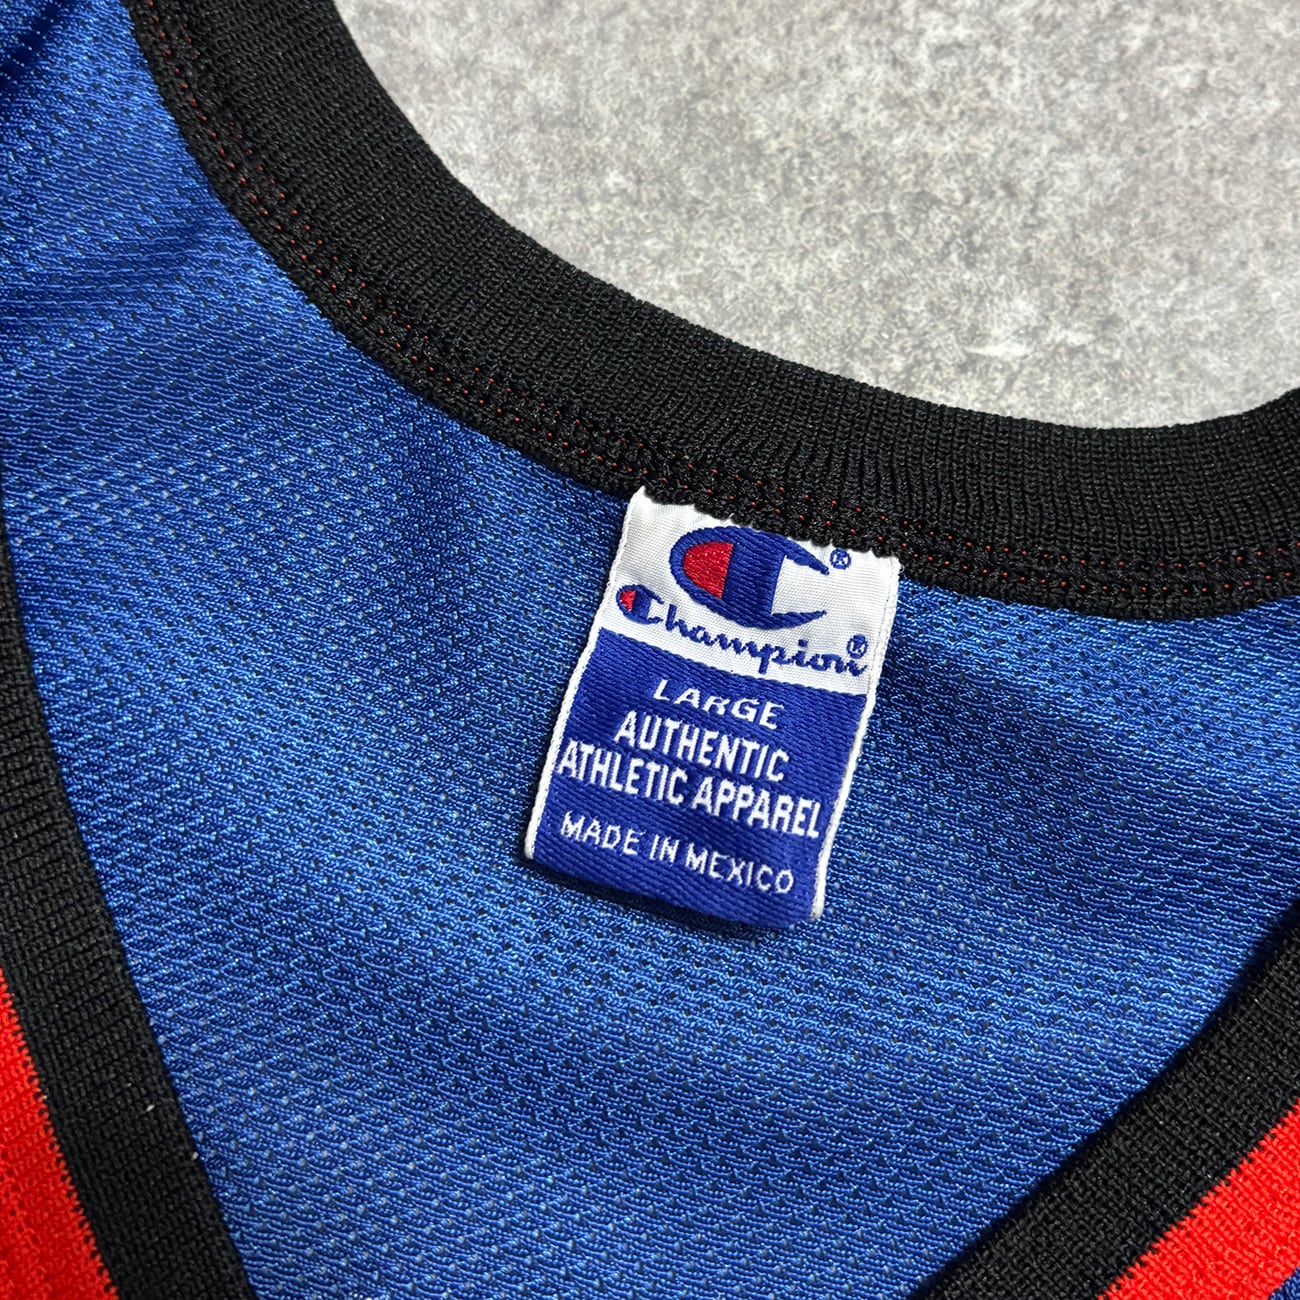 ®
Champion®
LARGE
AUTHENTIC
ATHLETIC APPAREL
MADE IN MEXICO